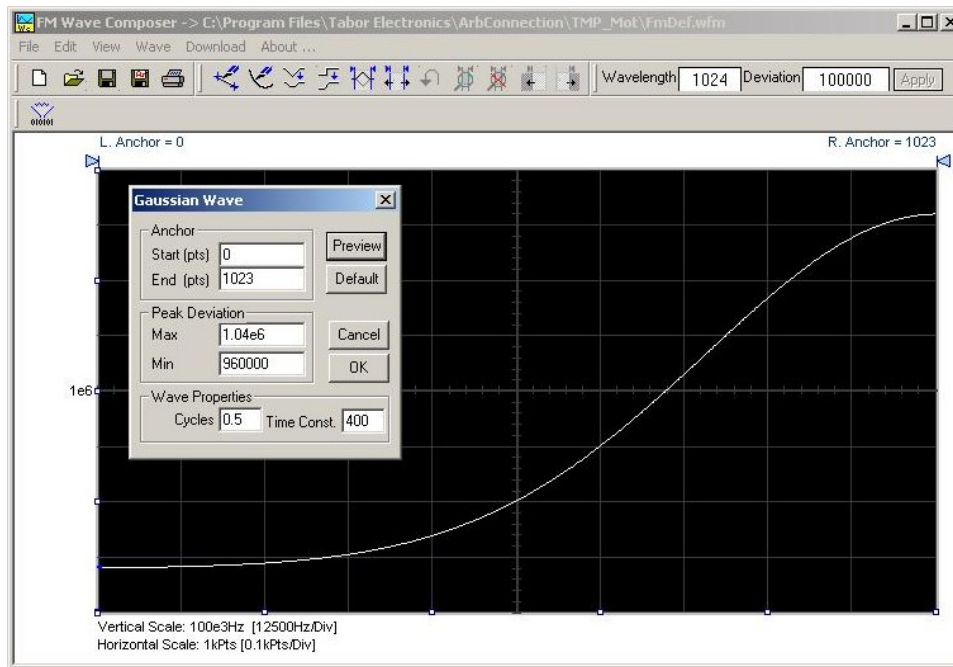 FM Wave Composer -> C:\Program Files\Tabor Electronics\ArbConnection\TMP_Mot\FmDef.wfm
File Edit View Wave Download About ...
Wavelength 1024 Deviation 100000 Apply
010101
L. Anchor = 0 R. Anchor = 1023
Gaussian Wave
Anchor
Start (pts) 0 Preview
End (pts) 1023 Default
Peak Deviation
Max 1.04e6 Cancel
Min 960000 OK
1e6
Wave Properties
Cycles 0.5 Time Const. 400
Vertical Scale: 100e3Hz [12500Hz/Div]
Horizontal Scale: 1kPts [0.1kPts/Div]